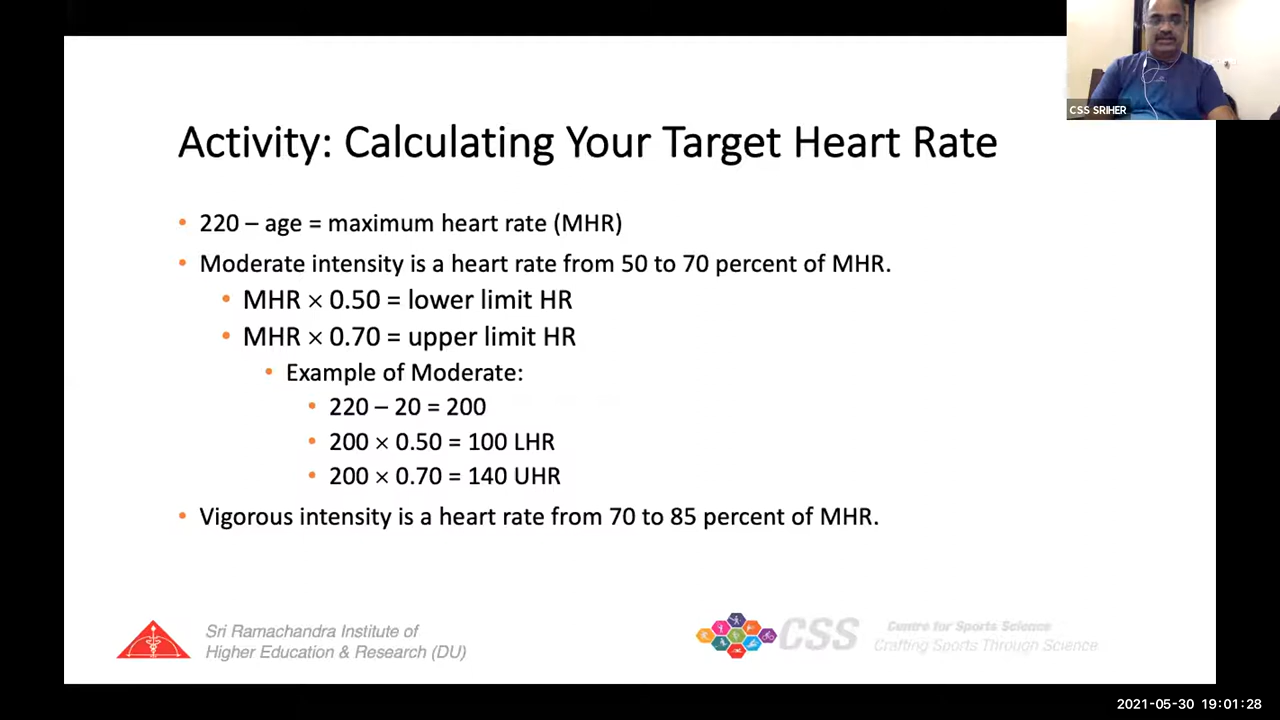 CSS SRIHER
Activity: Calculating Your Target Heart Rate
• 220 – age = maximum heart rate (MHR)
• Moderate intensity is a heart rate from 50 to 70 percent of MHR.
• MHR × 0.50 = lower limit HR
• MHR × 0.70 = upper limit HR
• Example of Moderate:
• 220 – 20 = 200
• 200 × 0.50 = 100 LHR
• 200 × 0.70 = 140 UHR
• Vigorous intensity is a heart rate from 70 to 85 percent of MHR.
Sri Ramachandra Institute of
Higher Education & Research (DU)
CSS
Centre for Sports Science
Crafting Sports Through Science
2021-05-30 19:01:28